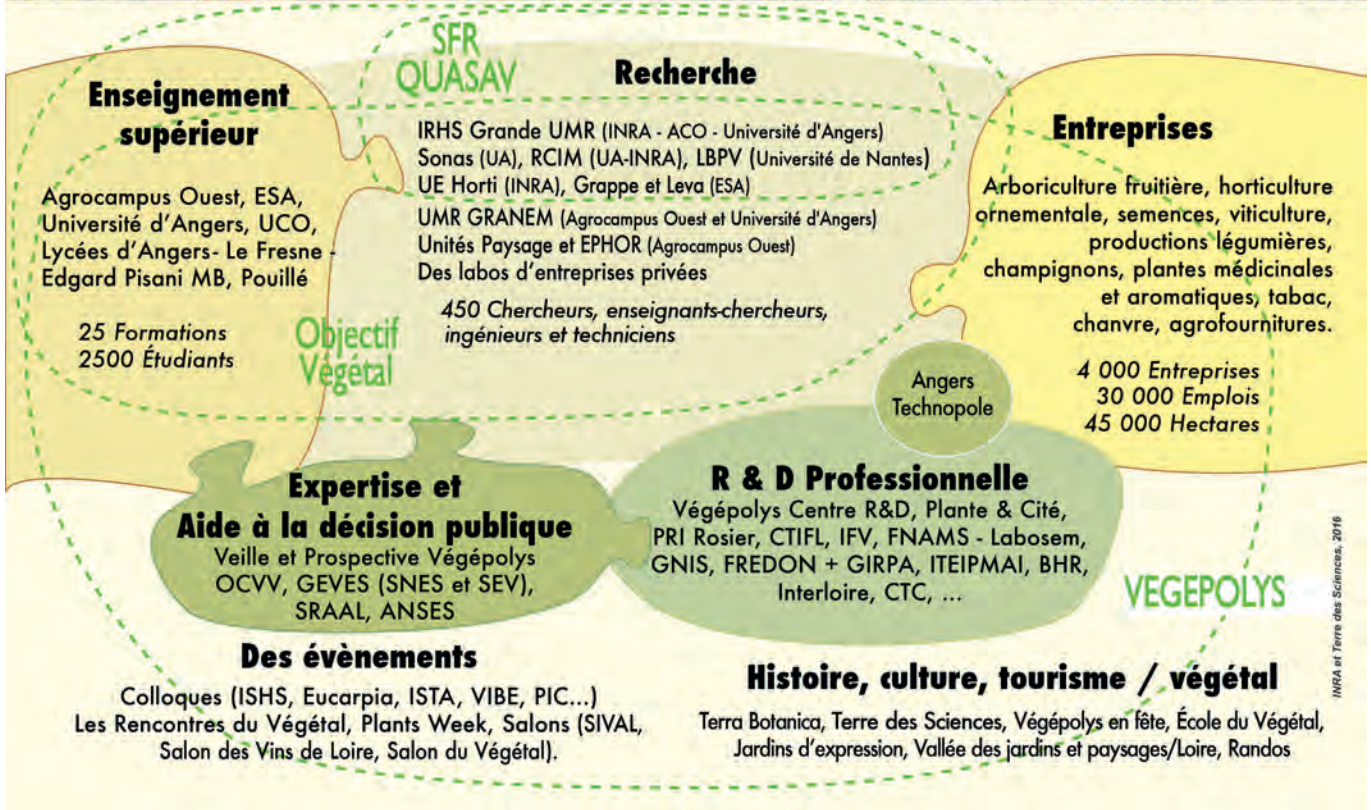 SFR
QUASAV
Enseignement
supérieur
Agrocampus Ouest, ESA,
Université d'Angers, UCO,
Lycées d'Angers- Le Fresne -
Edgard Pisani MB, Pouillé
25 Formations
2500 Étudiants
Objectif
Végétal
Recherche
IRHS Grande UMR (INRA - ACO - Université d'Angers)
Sonas (UA), RCIM (UA-INRA), LBPV (Université de Nantes)
UE Horti (INRA), Grappe et Leva (ESA)
UMR GRANEM (Agrocampus Ouest et Université d'Angers)
Unités Paysage et EPHOR (Agrocampus Ouest)
Des labos d'entreprises privées
450 Chercheurs, enseignants-chercheurs,
ingénieurs et techniciens
Entreprises
Arboriculture fruitière, horticulture
ornementale, semences, viticulture,
productions légumières,
champignons, plantes médicinales
et aromatiques, tabac,
chanvre, agrofournitures.
4 000 Entreprises
30 000 Emplois
45 000 Hectares
Angers
Technopole
Expertise et
Aide à la décision publique
Veille et Prospective Végépolys
OCVV, GEVES (SNES et SEV),
SRAAL, ANSES
R & D Professionnelle
Végépolys Centre R&D, Plante & Cité,
PRI Rosier, CTIFL, IFV, FNAMS - Labosem,
GNIS, FREDON + GIRPA, ITEIPMAI, BHR,
Interloire, CTC, ...
VEGEPOLYS
INRA et Terre des Sciences, 2016
Des évènements
Colloques (ISHS, Eucarpia, ISTA, VIBE, PIC...)
Les Rencontres du Végétal, Plants Week, Salons (SIVAL,
Salon des Vins de Loire, Salon du Végétal).
Histoire, culture, tourisme / végétal
Terra Botanica, Terre des Sciences, Végépolys en fête, École du Végétal,
Jardins d'expression, Vallée des jardins et paysages/Loire, Randos